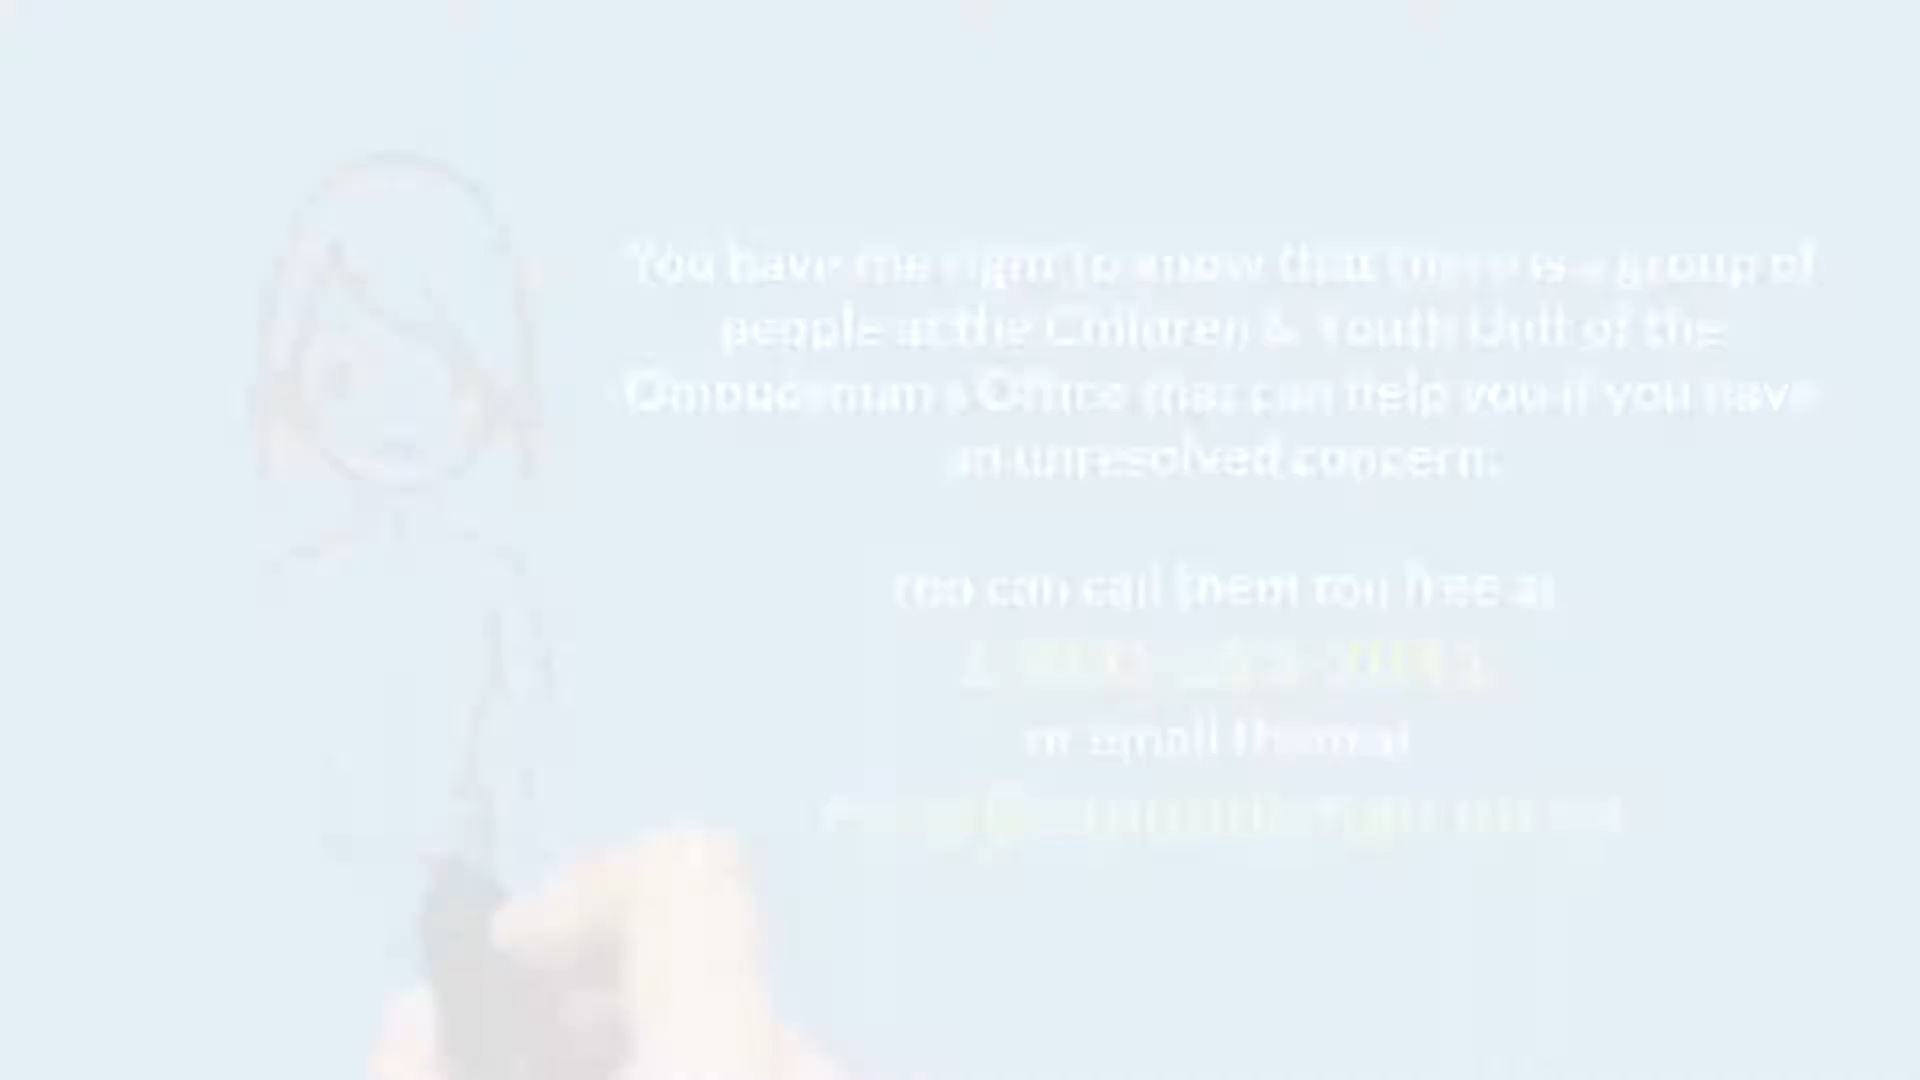 You have the right to know that there is a group of
people at the Children & Youth Unit of the
Ombudsman's Office that can help you if you have
an unresolved concern.
You can call them toll free at
or email them at